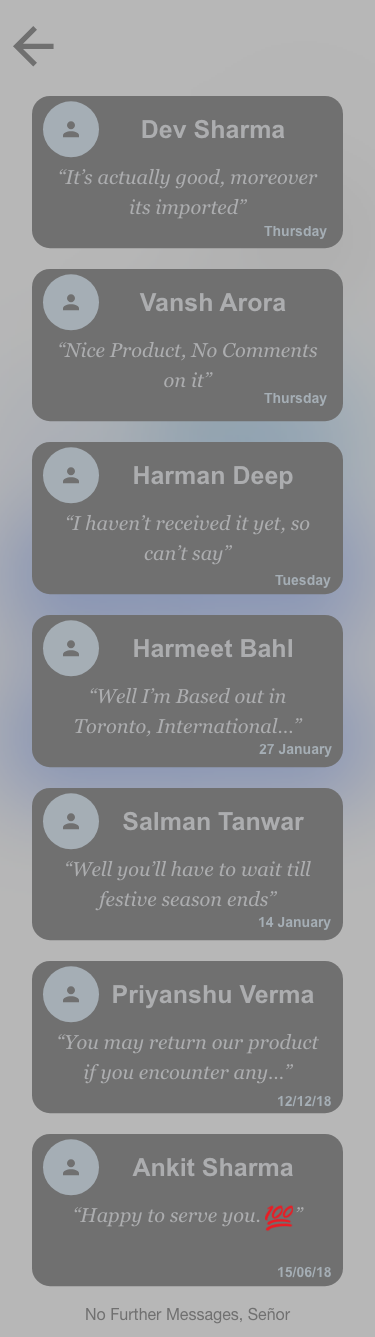 Dev Sharma
“It’s actually good, moreover
its imported”
Thursday
Vansh Arora
“Nice Product, No Comments
on it”
Thursday
Harman Deep
“I haven’t received it yet, so
can’t say”
Tuesday
Harmeet Bahl
“Well I’m Based out in
Toronto, International...”
27 January
Salman Tanwar
“Well you’ll have to wait till
festive season ends”
14 January
Priyanshu Verma
“You may return our product
if you encounter any...”
12/12/18
Ankit Sharma
“Happy to serve you. 💯”
15/06/18
No Further Messages, Señor